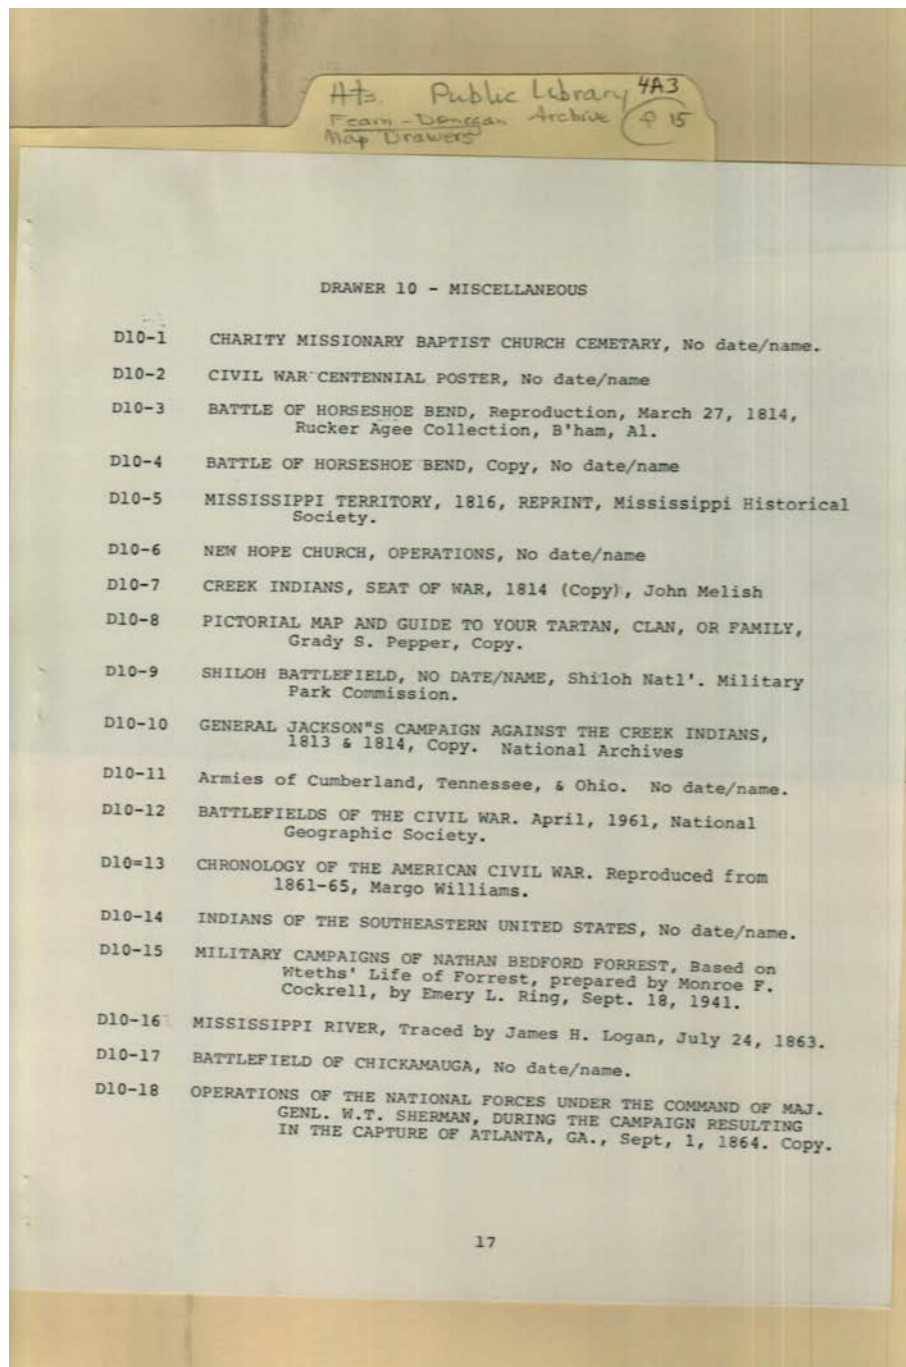 Hts. Public Library 4A3
Fearn-Donegan Archive f 15
Map Drawers
DRAWER 10 - MISCELLANEOUS
D10-1 CHARITY MISSIONARY BAPTIST CHURCH CEMETARY, No date/name.
D10-2 CIVIL WAR CENTENNIAL POSTER, No date/name
D10-3 BATTLE OF HORSESHOE BEND, Reproduction, March 27, 1814,
Rucker Agee Collection, B'ham, Al.
D10-4 BATTLE OF HORSESHOE BEND, Copy, No date/name
D10-5 MISSISSIPPI TERRITORY, 1816, REPRINT, Mississippi Historical
Society.
D10-6 NEW HOPE CHURCH, OPERATIONS, No date/name
D10-7 CREEK INDIANS, SEAT OF WAR, 1814 (Copy), John Melish
D10-8 PICTORIAL MAP AND GUIDE TO YOUR TARTAN, CLAN, OR FAMILY,
Grady S. Pepper, Copy.
D10-9 SHILOH BATTLEFIELD, NO DATE/NAME, Shiloh Natl'. Military
Park Commission.
D10-10 GENERAL JACKSON"S CAMPAIGN AGAINST THE CREEK INDIANS,
1813 & 1814, Copy. National Archives
D10-11 Armies of Cumberland, Tennessee, & Ohio. No date/name.
D10-12 BATTLEFIELDS OF THE CIVIL WAR. April, 1961, National
Geographic Society.
D10=13 CHRONOLOGY OF THE AMERICAN CIVIL WAR. Reproduced from
1861-65, Margo Williams.
D10-14 INDIANS OF THE SOUTHEASTERN UNITED STATES, No date/name.
D10-15 MILITARY CAMPAIGNS OF NATHAN BEDFORD FORREST, Based on
Wteths' Life of Forrest, prepared by Monroe F.
Cockrell, by Emery L. Ring, Sept. 18, 1941.
D10-16 MISSISSIPPI RIVER, Traced by James H. Logan, July 24, 1863.
D10-17 BATTLEFIELD OF CHICKAMAUGA, No date/name.
D10-18 OPERATIONS OF THE NATIONAL FORCES UNDER THE COMMAND OF MAJ.
GENL. W.T. SHERMAN, DURING THE CAMPAIGN RESULTING
IN THE CAPTURE OF ATLANTA, GA., Sept, 1, 1864. Copy.
17